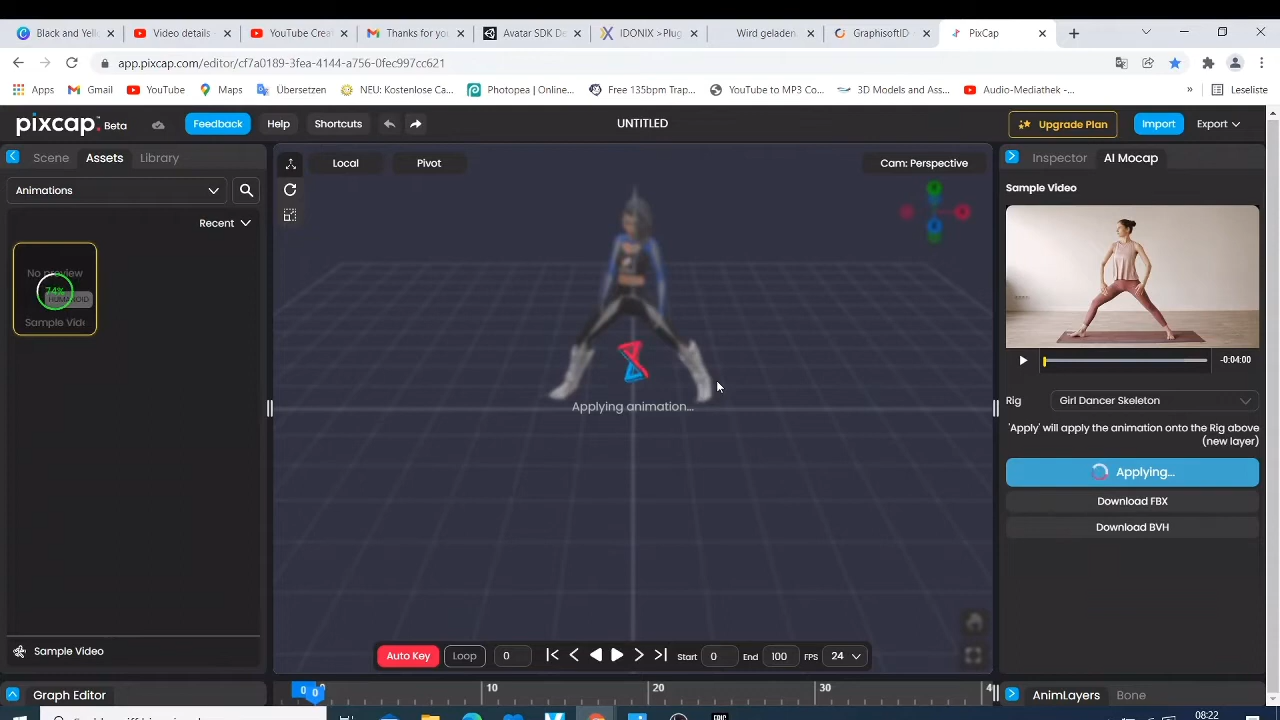 Black and Yell
Video details
YouTube Crea
Thanks for you
Avatar SDK De
IDONIX > Plug
Wird geladen
GraphisoftID -
PixCap
app.pixcap.com/editor/cf7a0189-3fea-4144-a756-0fec997cc621
Apps
Gmail
YouTube
Maps
Übersetzen
NEU: Kostenlose Ca...
Photopea | Online...
Free 135bpm Trap...
YouTube to MP3 Co...
3D Models and Ass...
Audio-Mediathek -...
»
Leseliste
pixcap. Beta
Feedback
Help
Shortcuts
UNTITLED
Upgrade Plan
Import
Export
Scene
Assets
Library
Local
Pivot
Cam: Perspective
Inspector
AI Mocap
Animations
Recent
Sample Video
No preview
74%
HUMANOID
Sample Vide
-0:04:00
Rig
Girl Dancer Skeleton
Applying animation...
'Apply' will apply the animation onto the Rig above
(new layer)
Applying...
Download FBX
Download BVH
Sample Video
Auto Key
Loop
0
Start
0
End
100
FPS
24
Graph Editor
0
0
10
20
30
4
AnimLayers
Bone
08:22